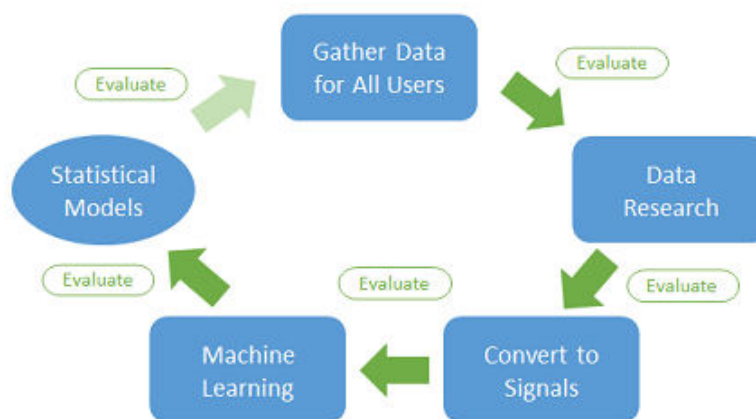 Gather Data
for All Users
Evaluate
Evaluate
Statistical
Models
Data
Research
Evaluate
Evaluate
Evaluate
Machine
Learning
Convert to
Signals